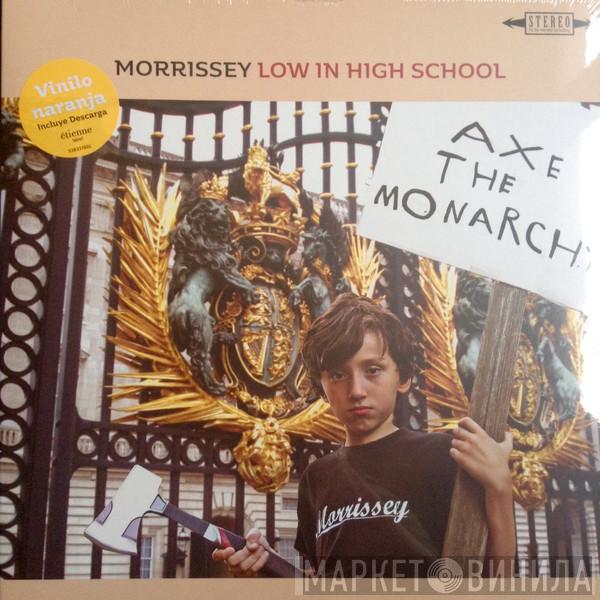 STEREO
MORRISSEY LOW IN HIGH SCHOOL
Vinilo
naranja
Incluye Descarga
étienne
AXE
THE
MONARCHY
Morrissey
МАРКЕТ ВИНИЛА